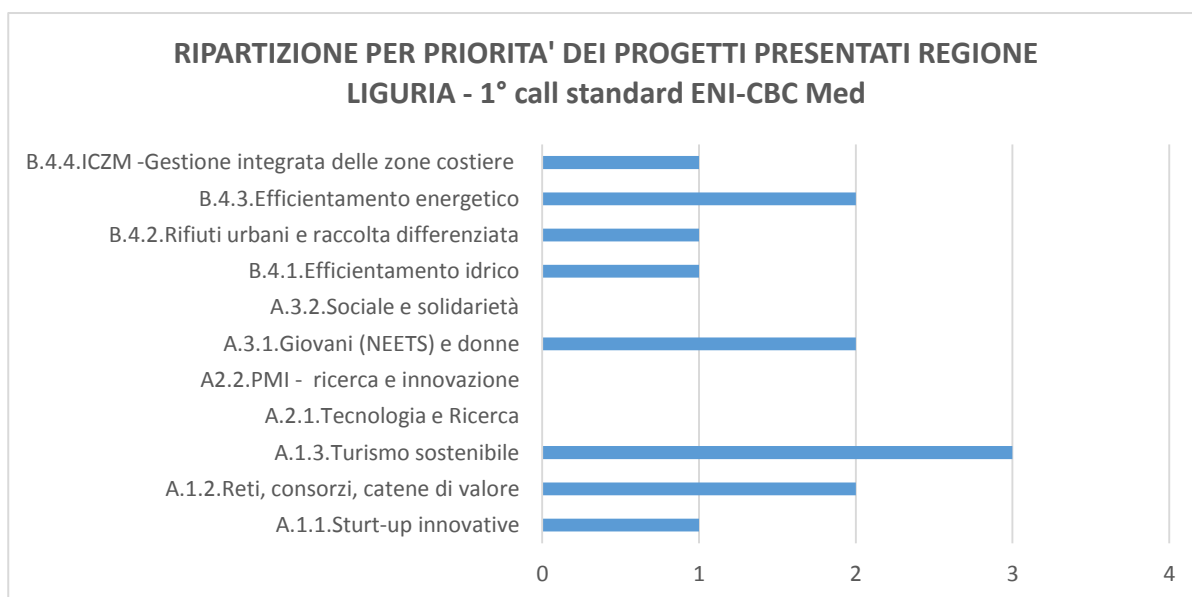 RIPARTIZIONE PER PRIORITA' DEI PROGETTI PRESENTATI REGIONE
LIGURIA - 1° call standard ENI-CBC Med
B.4.4.ICZM -Gestione integrata delle zone costiere
B.4.3.Efficientamento energetico
B.4.2.Rifiuti urbani e raccolta differenziata
B.4.1.Efficientamento idrico
A.3.2.Sociale e solidarietà
A.3.1.Giovani (NEETS) e donne
A2.2.PMI - ricerca e innovazione
A.2.1.Tecnologia e Ricerca
A.1.3.Turismo sostenibile
A.1.2.Reti, consorzi, catene di valore
A.1.1.Sturt-up innovative
0 1 2 3 4